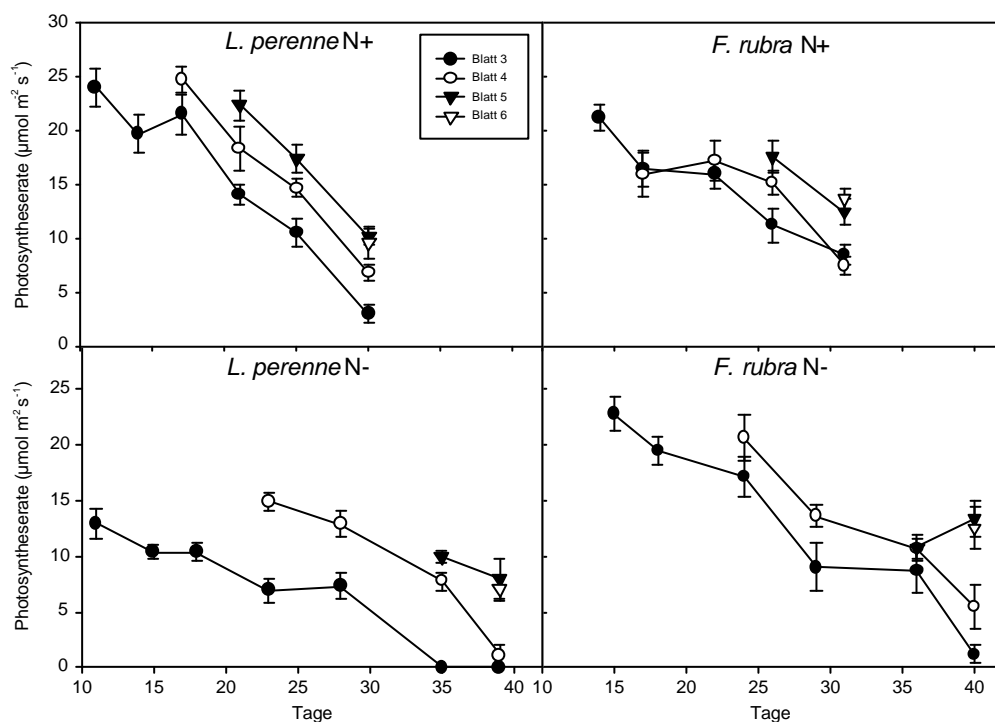 L. perenne N+
F. rubra N+
Blatt 3
Blatt 4
Blatt 5
Blatt 6
Photosyntheserate (µmol m-2 s-1)
30
25
20
15
10
5
0
L. perenne N-
F. rubra N-
Photosyntheserate (µmol m-2 s-1)
25
20
15
10
5
0
10 15 20 25 30 35 40
10 15 20 25 30 35 40
Tage
Tage